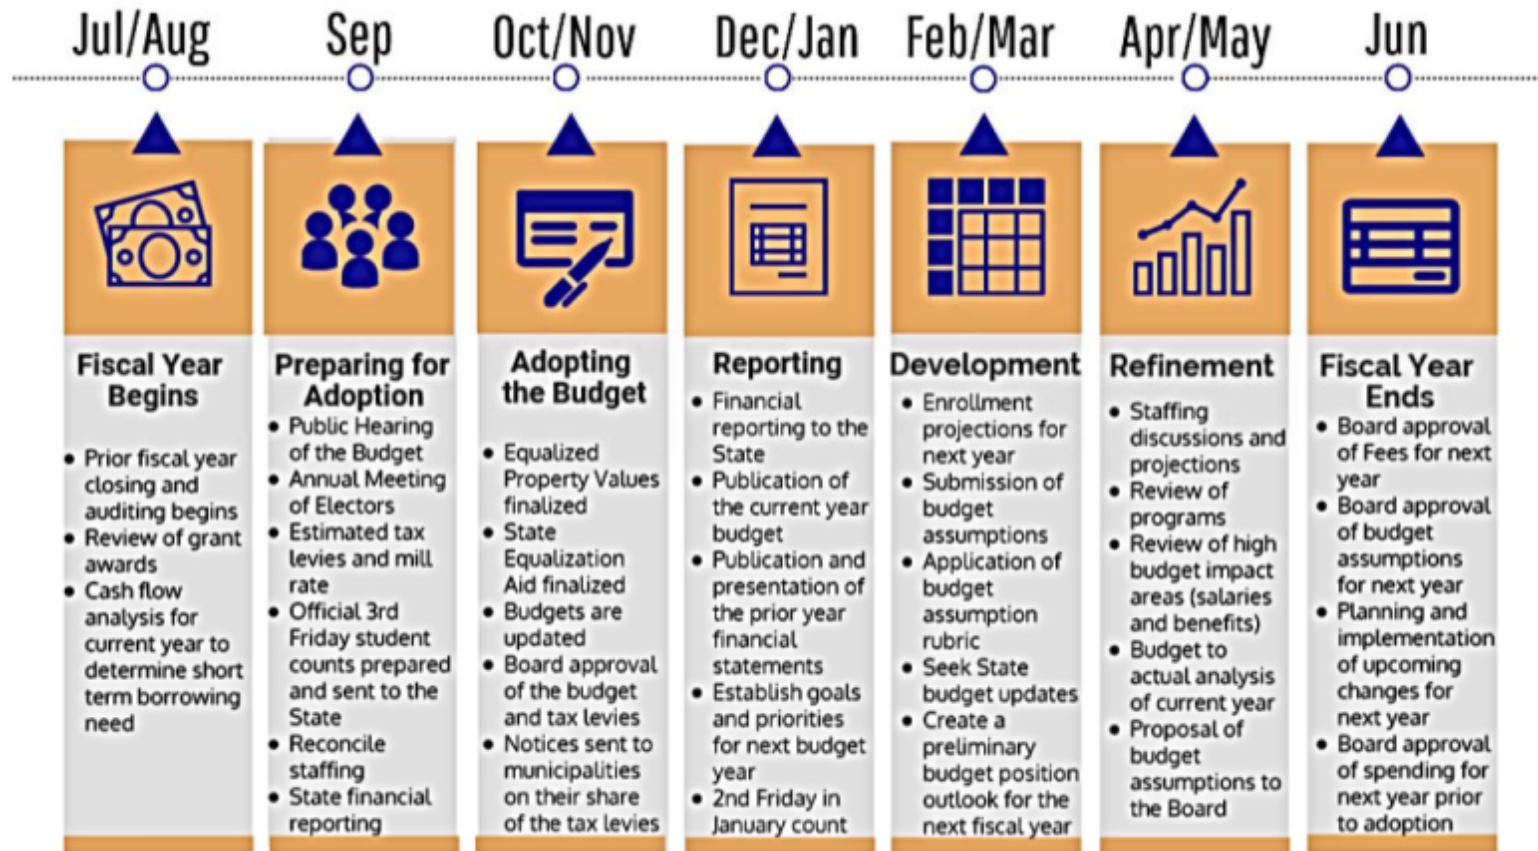 Jul/Aug
Sep
Oct/Nov
Dec/Jan
Feb/Mar
Apr/May
Jun
Fiscal Year
Begins
• Prior fiscal year
closing and
auditing begins
• Review of grant
awards
• Cash flow
analysis for
current year to
determine short
term borrowing
need
Preparing for
Adoption
• Public Hearing
of the Budget
• Annual Meeting
of Electors
• Estimated tax
levies and mill
rate
• Official 3rd
Friday student
counts prepared
and sent to the
State
• Reconcile
staffing
• State financial
reporting
Adopting
the Budget
• Equalized
Property Values
finalized
• State
Equalization
Aid finalized
• Budgets are
updated
• Board approval
of the budget
and tax levies
• Notices sent to
municipalities
on their share
of the tax levies
Reporting
• Financial
reporting to the
State
• Publication of
the current year
budget
• Publication and
presentation of
the prior year
financial
statements
• Establish goals
and priorities
for next budget
year
• 2nd Friday in
January count
Development
• Enrollment
projections for
next year
• Submission of
budget
assumptions
• Application of
budget
assumption
rubric
• Seek State
budget updates
• Create a
preliminary
budget position
outlook for the
next fiscal year
Refinement
• Staffing
discussions and
projections
• Review of
programs
• Review of high
budget impact
areas (salaries
and benefits)
• Budget to
actual analysis
of current year
• Proposal of
budget
assumptions to
the Board
Fiscal Year
Ends
• Board approval
of Fees for next
year
• Board approval
of budget
assumptions
for next year
• Planning and
implementation
of upcoming
changes for
next year
• Board approval
of spending for
next year prior
to adoption